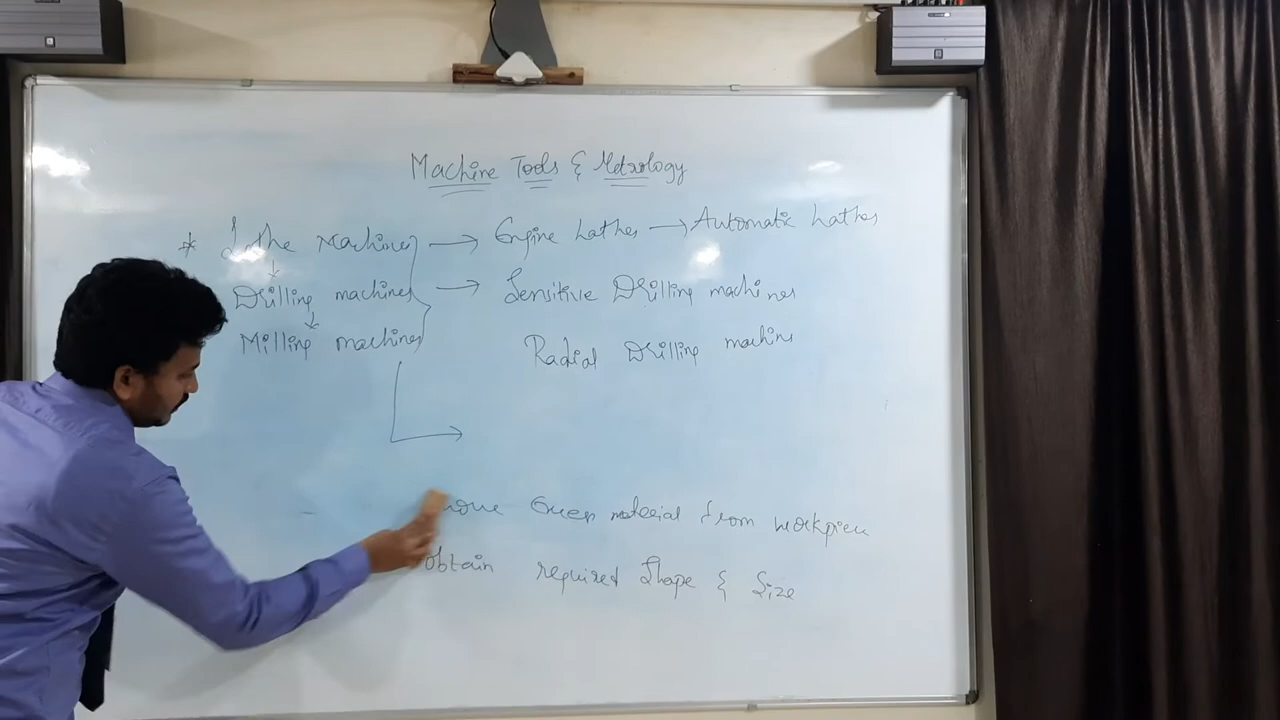 Machine Tools & Metrology
* Lathe Machines → Engine Lathes → Automatic Lathes
Drilling machines → Sensitive Drilling machines
Milling machines Radial Drilling machine
material from workpiece
obtain required Shape & Size